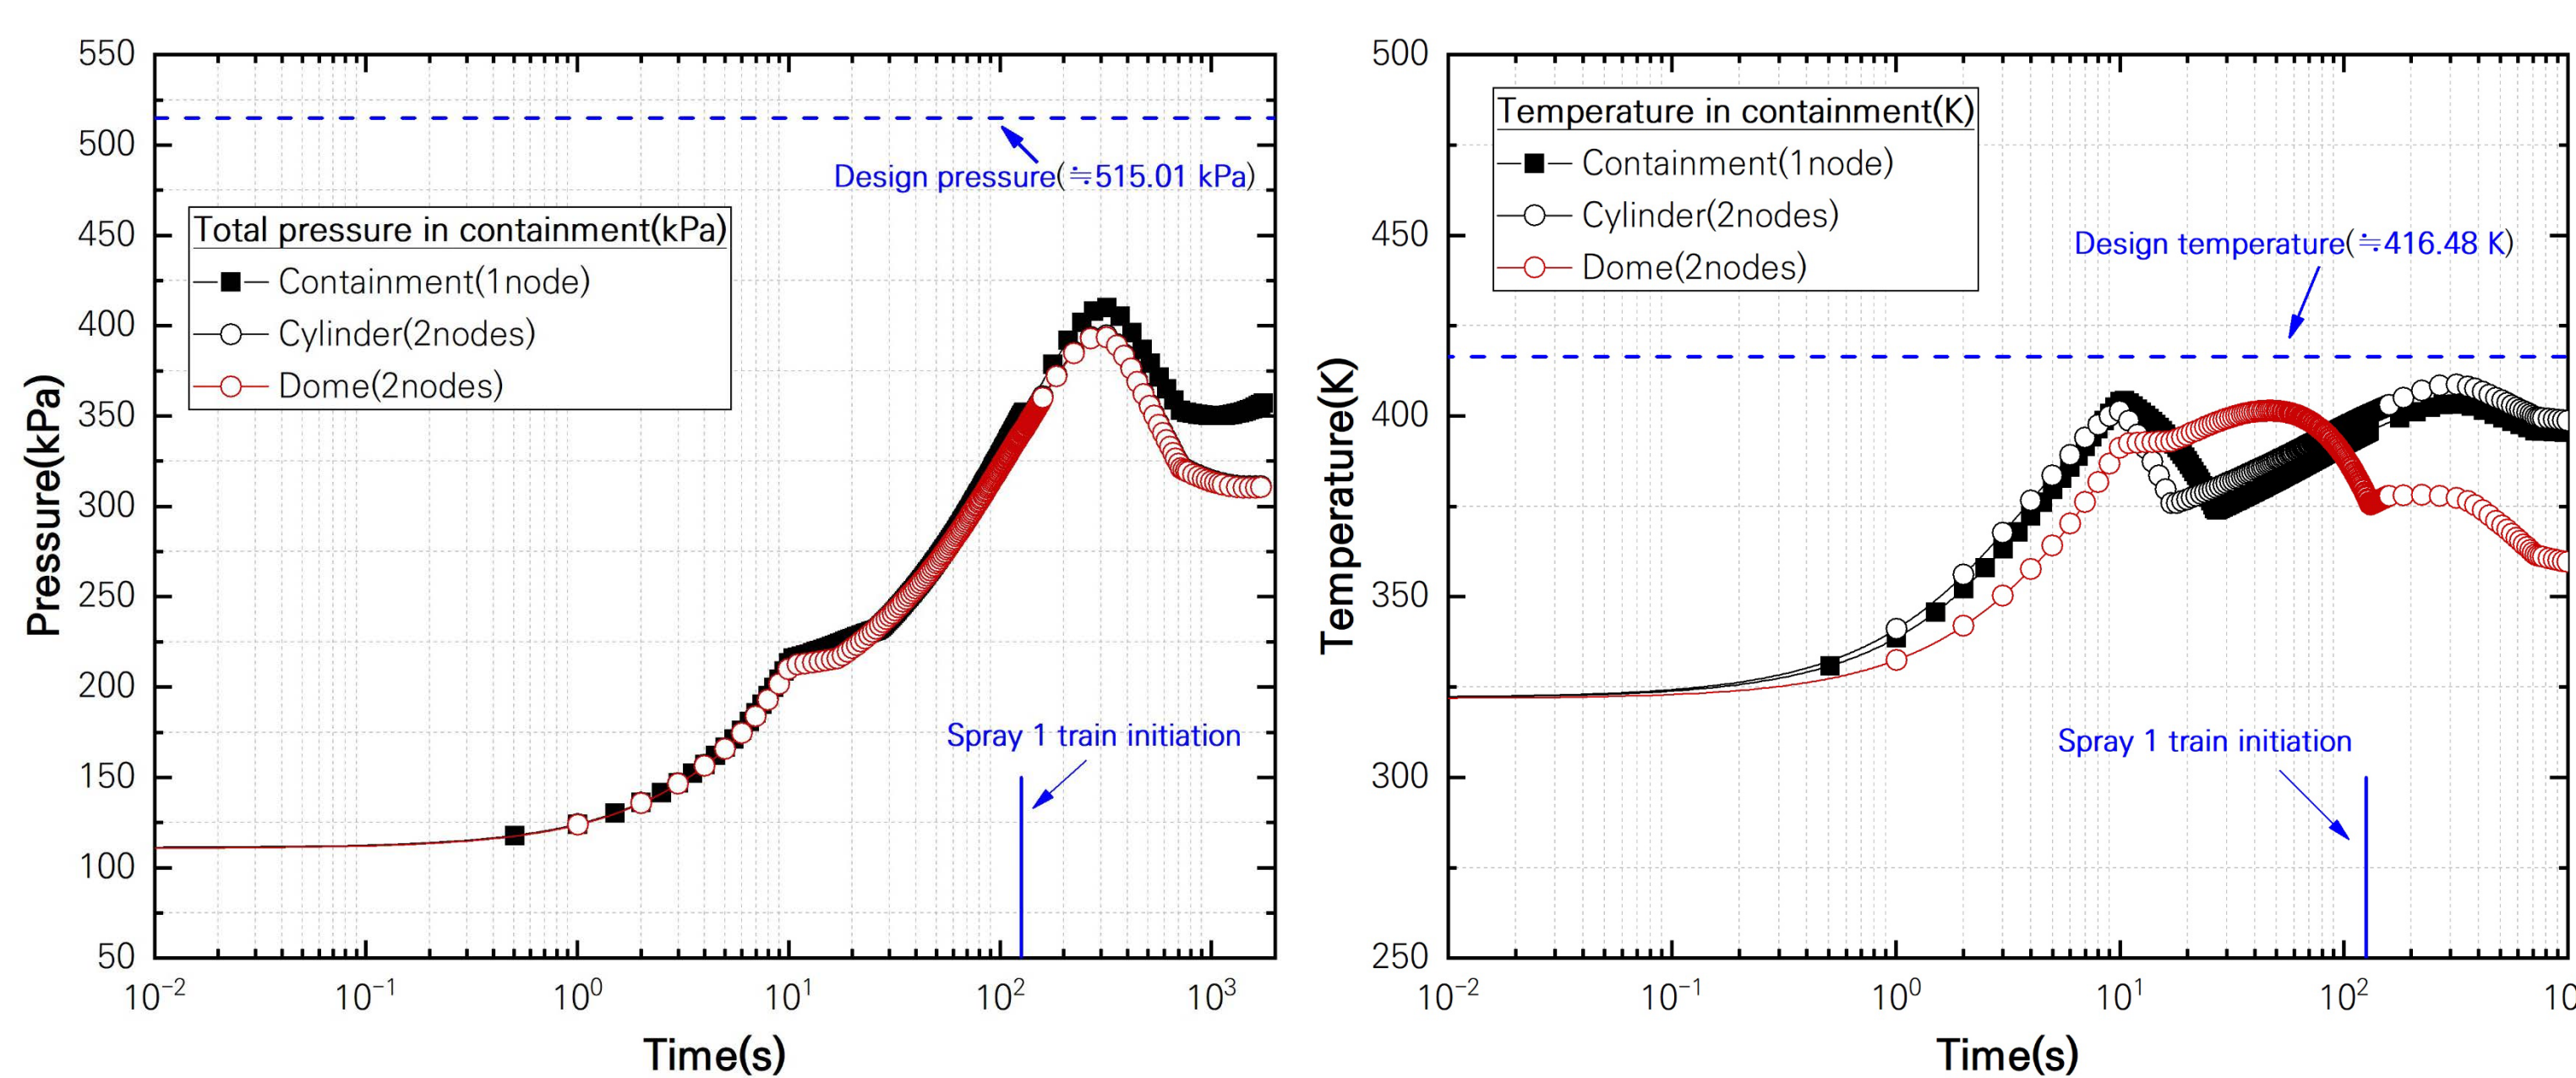 550
500
450
400
350
300
250
200
150
100
50
Pressure(kPa)
Design pressure(≒515.01 kPa)
Total pressure in containment(kPa)
Containment(1node)
Cylinder(2nodes)
Dome(2nodes)
Spray 1 train initiation
10⁻² 10⁻¹ 10⁰ 10¹ 10² 10³
Time(s)
500
450
400
350
300
250
Temperature(K)
Temperature in containment(K)
Containment(1node)
Cylinder(2nodes)
Dome(2nodes)
Design temperature(≒416.48 K)
Spray 1 train initiation
10⁻² 10⁻¹ 10⁰ 10¹ 10²
Time(s)